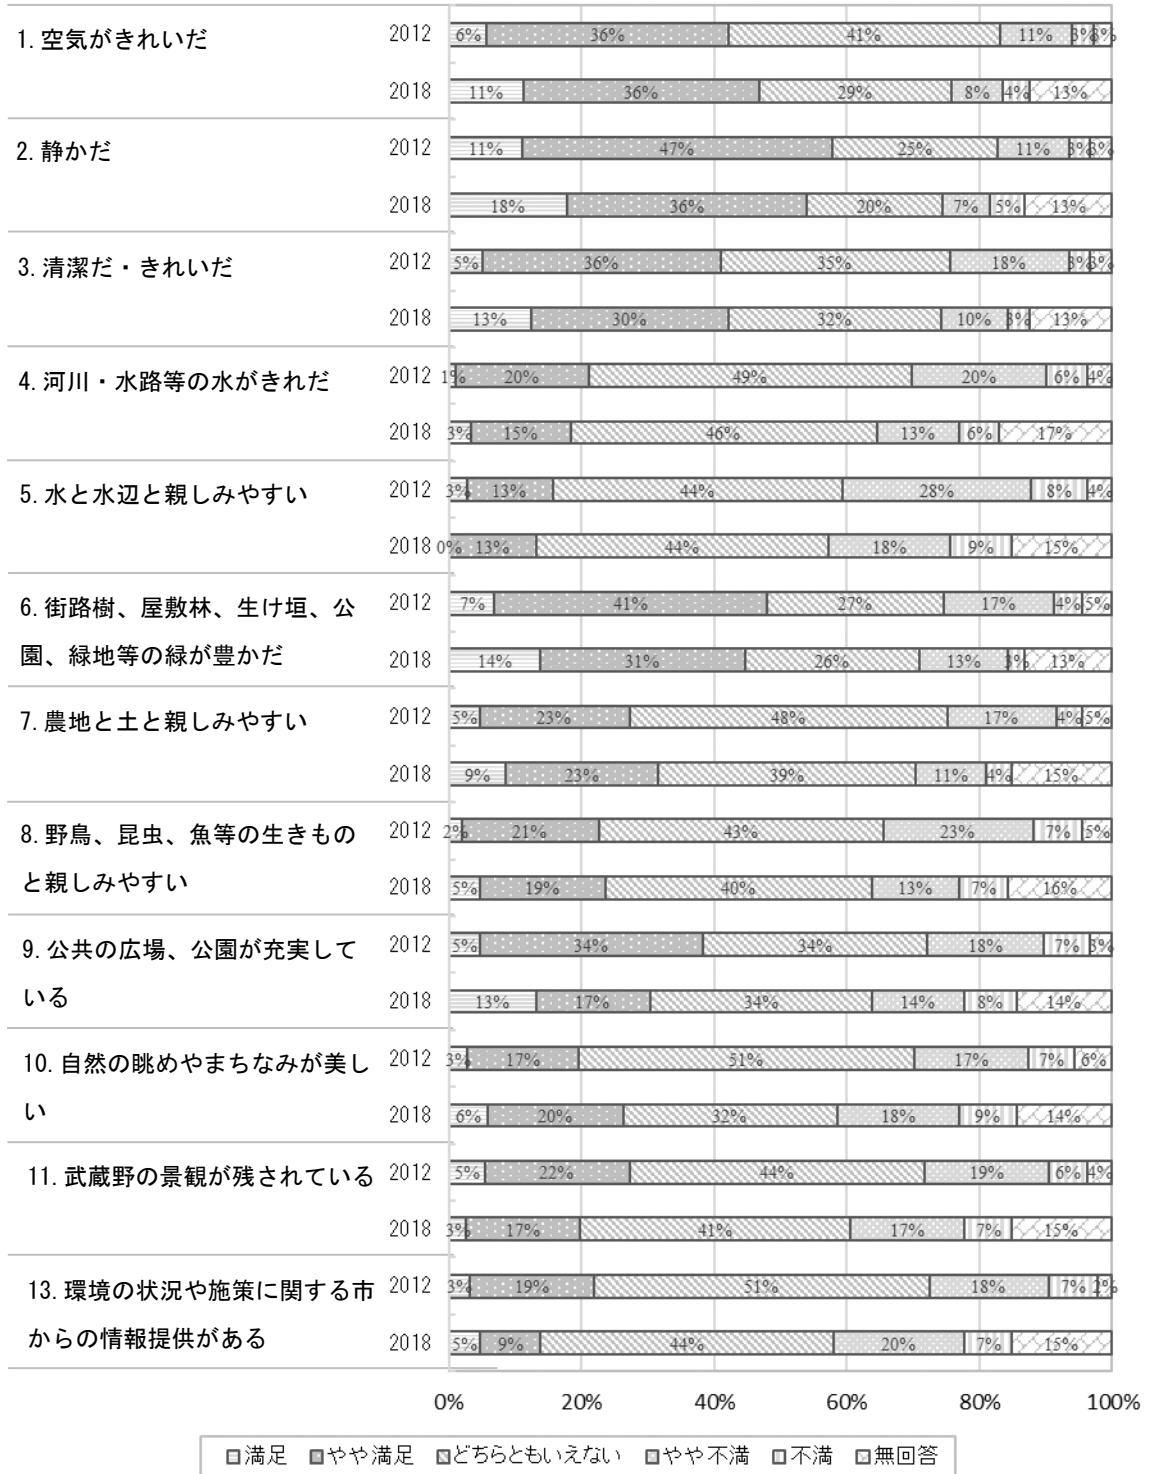 1. 空気がきれいだ
2012 6% 36% 41% 11% 3% 3%
2018 11% 36% 29% 8% 4% 13%
2. 静かだ
2012 11% 47% 25% 11% 3% 3%
2018 18% 36% 20% 7% 5% 13%
3. 清潔だ・きれいだ
2012 5% 36% 35% 18% 3% 3%
2018 13% 30% 32% 10% 3% 13%
4. 河川・水路等の水がきれだ
2012 1% 20% 49% 20% 6% 4%
2018 3% 15% 46% 13% 6% 17%
5. 水と水辺と親しみやすい
2012 3% 13% 44% 28% 8% 4%
2018 0% 13% 44% 18% 9% 15%
6. 街路樹、屋敷林、生け垣、公
園、緑地等の緑が豊かだ
2012 7% 41% 27% 17% 4% 5%
2018 14% 31% 26% 13% 3% 13%
7. 農地と土と親しみやすい
2012 5% 23% 48% 17% 4% 5%
2018 9% 23% 39% 11% 4% 15%
8. 野鳥、昆虫、魚等の生きもの
と親しみやすい
2012 2% 21% 43% 23% 7% 5%
2018 5% 19% 40% 13% 7% 16%
9. 公共の広場、公園が充実して
いる
2012 5% 34% 34% 18% 7% 3%
2018 13% 17% 34% 14% 8% 14%
10. 自然の眺めやまちなみが美し
い
2012 3% 17% 51% 17% 7% 6%
2018 6% 20% 32% 18% 9% 14%
11. 武蔵野の景観が残されている
2012 5% 22% 44% 19% 6% 4%
2018 3% 17% 41% 17% 7% 15%
13. 環境の状況や施策に関する市
からの情報提供がある
2012 3% 19% 51% 18% 7% 2%
2018 5% 9% 44% 20% 7% 15%
0% 20% 40% 60% 80% 100%
満足 やや満足 どちらともいえない やや不満 不満 無回答